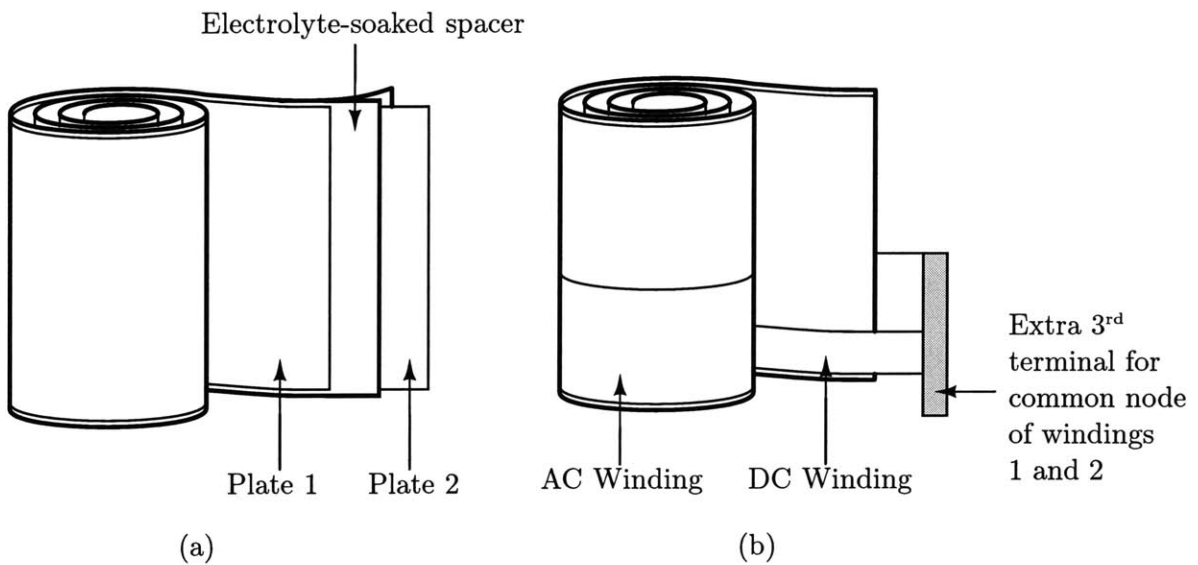 Electrolyte-soaked spacer
Plate 1
Plate 2
(a)
AC Winding
DC Winding
Extra 3rd
terminal for
common node
of windings
1 and 2
(b)